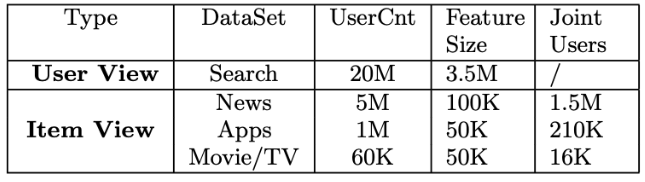 Type DataSet UserCnt Feature Size Joint Users
User View Search 20M 3.5M /
News 5M 100K 1.5M
Item View Apps 1M 50K 210K
Movie/TV 60K 50K 16K